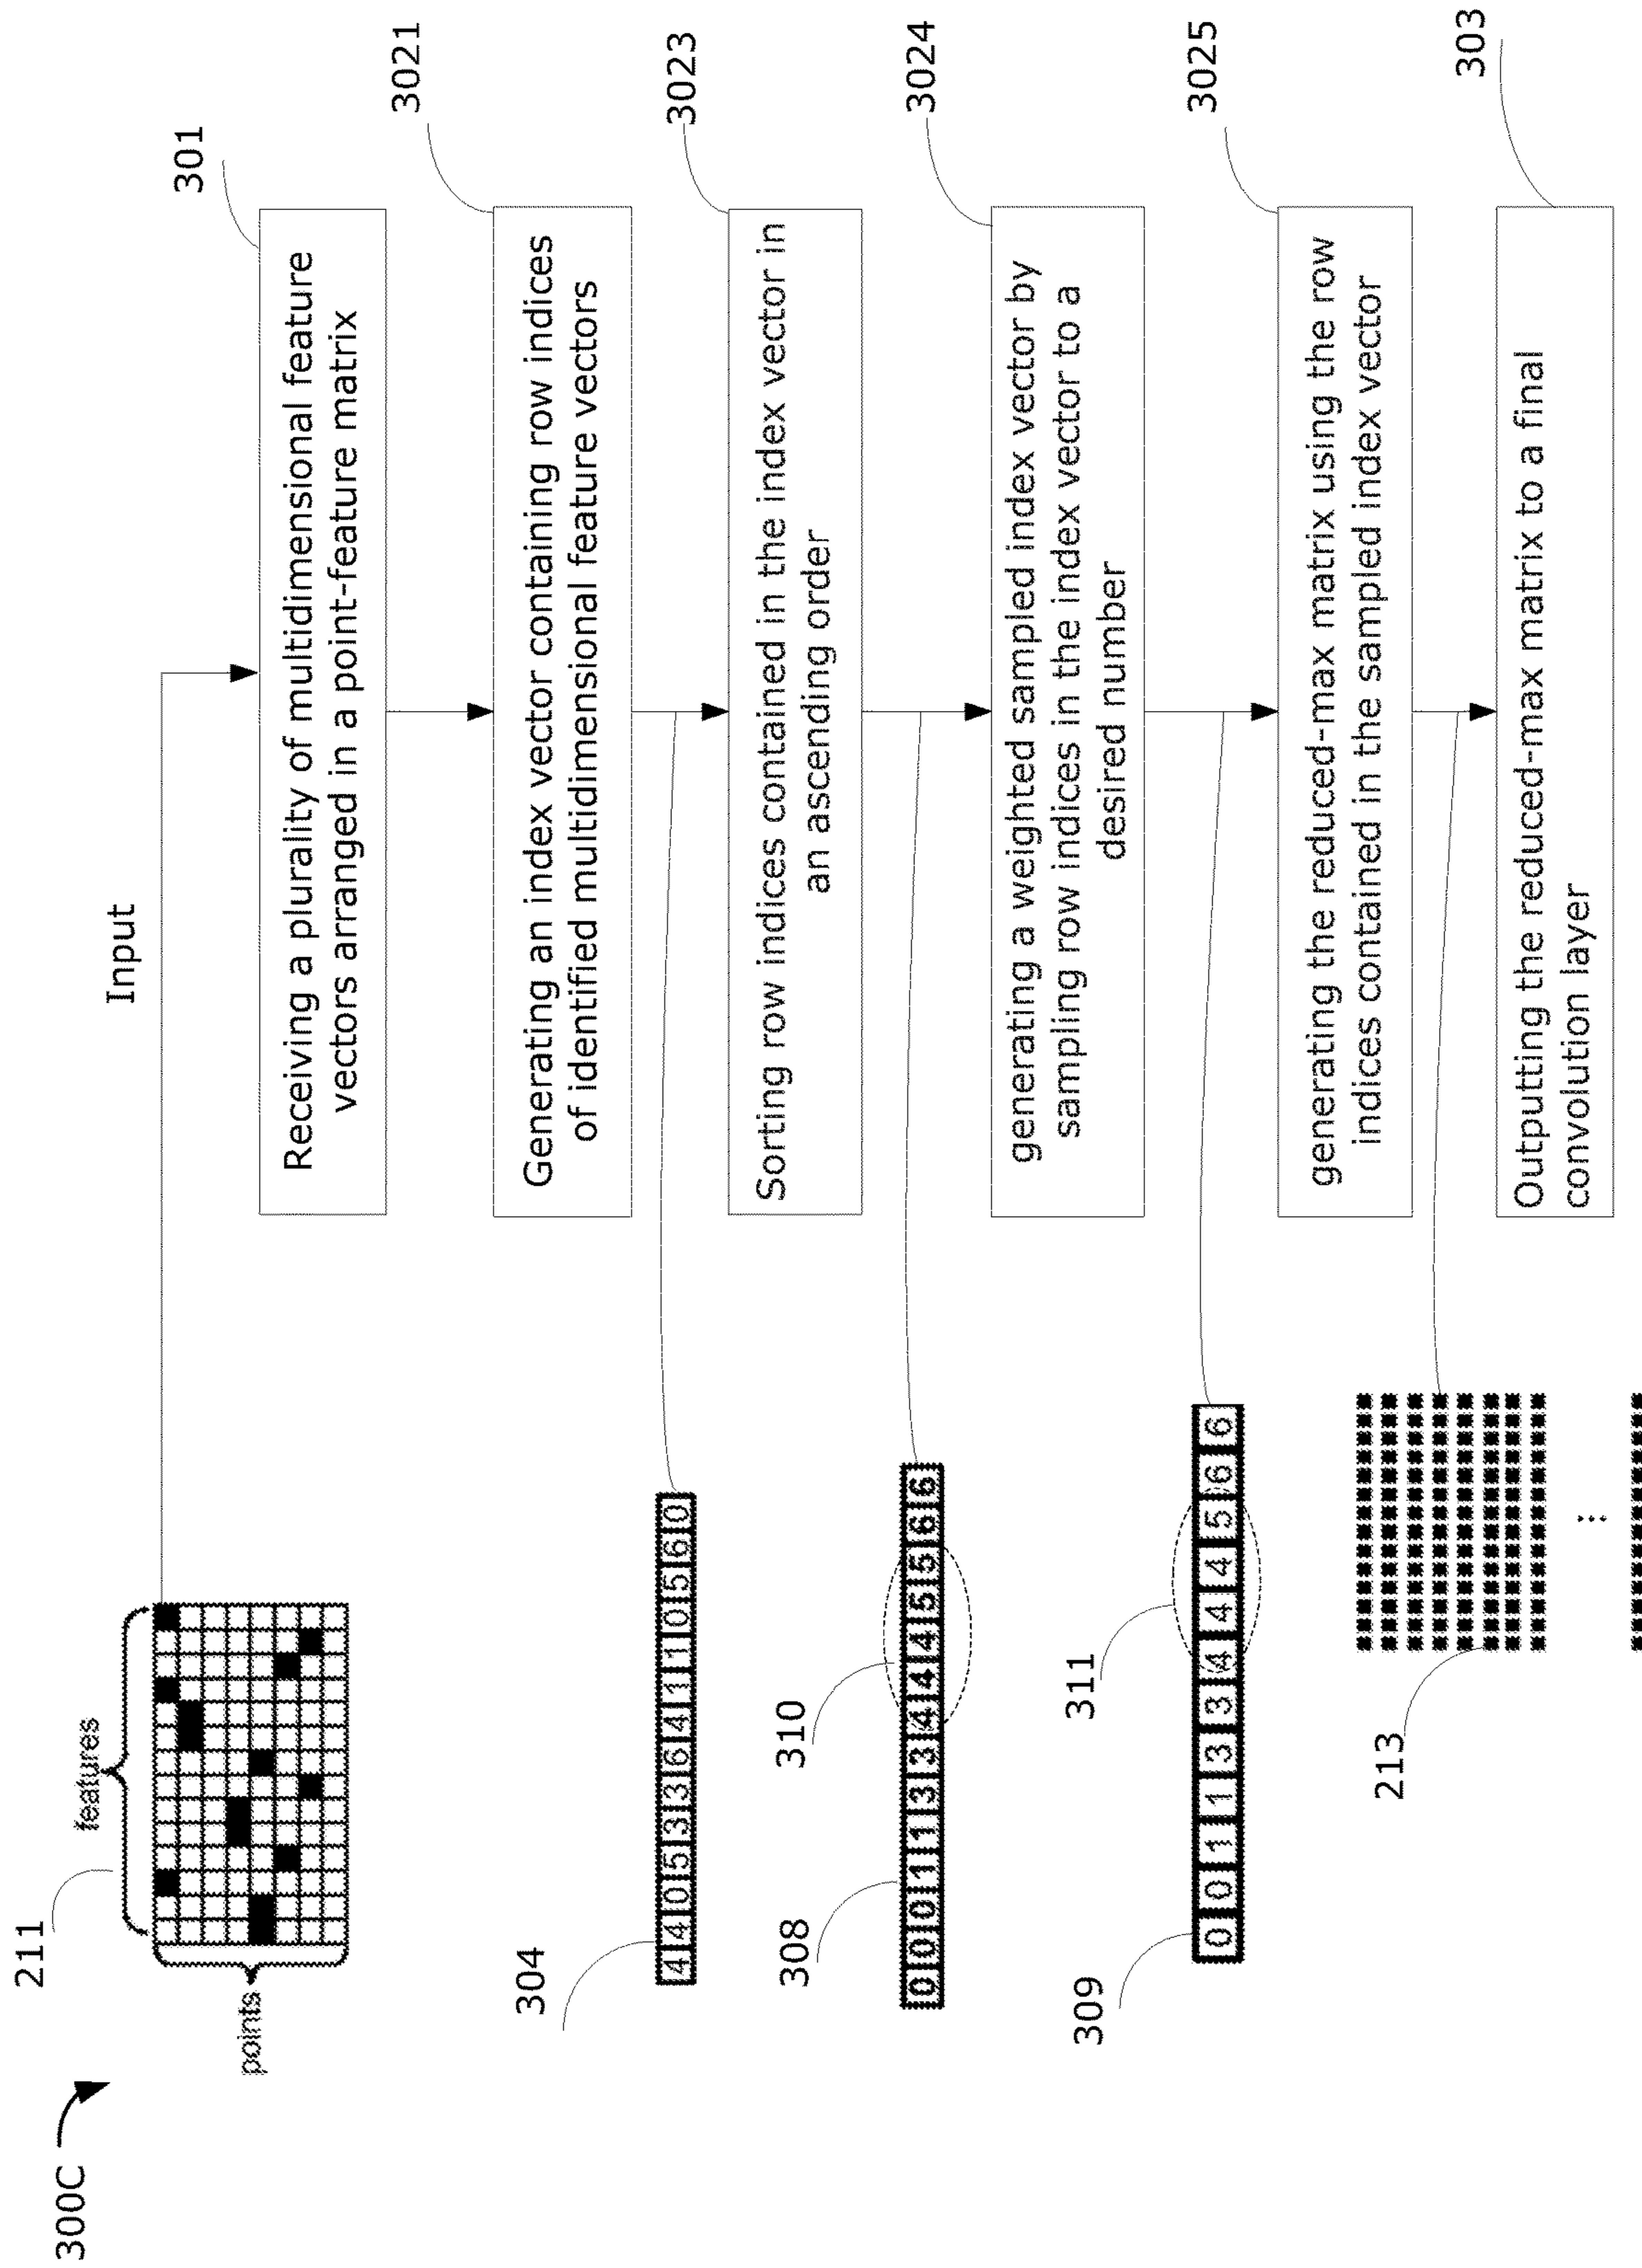 300C
211
features
points
Input
301
Receiving a plurality of multidimensional feature
vectors arranged in a point-feature matrix
3021
Generating an index vector containing row indices
of identified multidimensional feature vectors
304
4 4 0 5 3 3 6 4 1 1 0 5 6 0
3023
Sorting row indices contained in the index vector in
an ascending order
308
310
0 0 0 1 1 3 3 4 4 4 5 5 6 6
3024
generating a weighted sampled index vector by
sampling row indices in the index vector to a
desired number
309
311
0 0 1 1 3 3 4 4 4 5 6 6
3025
generating the reduced-max matrix using the row
indices contained in the sampled index vector
213
⋮
303
Outputting the reduced-max matrix to a final
convolution layer